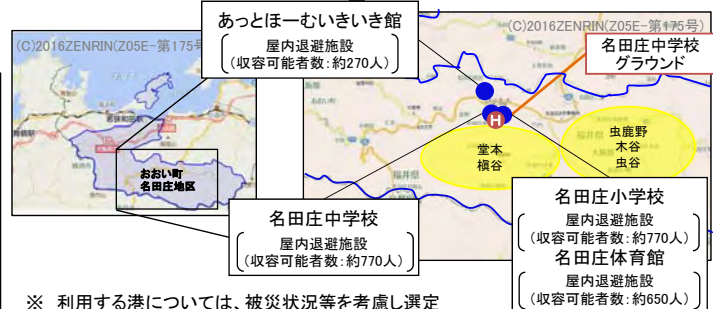 あっとほーむいきいき館
屋内退避施設
(収容可能者数:約270人)
(C)2016ZENRIN(Z05E-第175号)
(C)2016ZENRIN(Z05E-第175号)
名田庄中学校
グラウンド
H
虫鹿野
木谷
虫谷
堂本
槇谷
福井県
おおい町
名田庄地区
名田庄中学校
屋内退避施設
(収容可能者数:約770人)
名田庄小学校
屋内退避施設
(収容可能者数:約770人)
名田庄体育館
屋内退避施設
(収容可能者数:約650人)
※ 利用する港については、被災状況等を考慮し選定